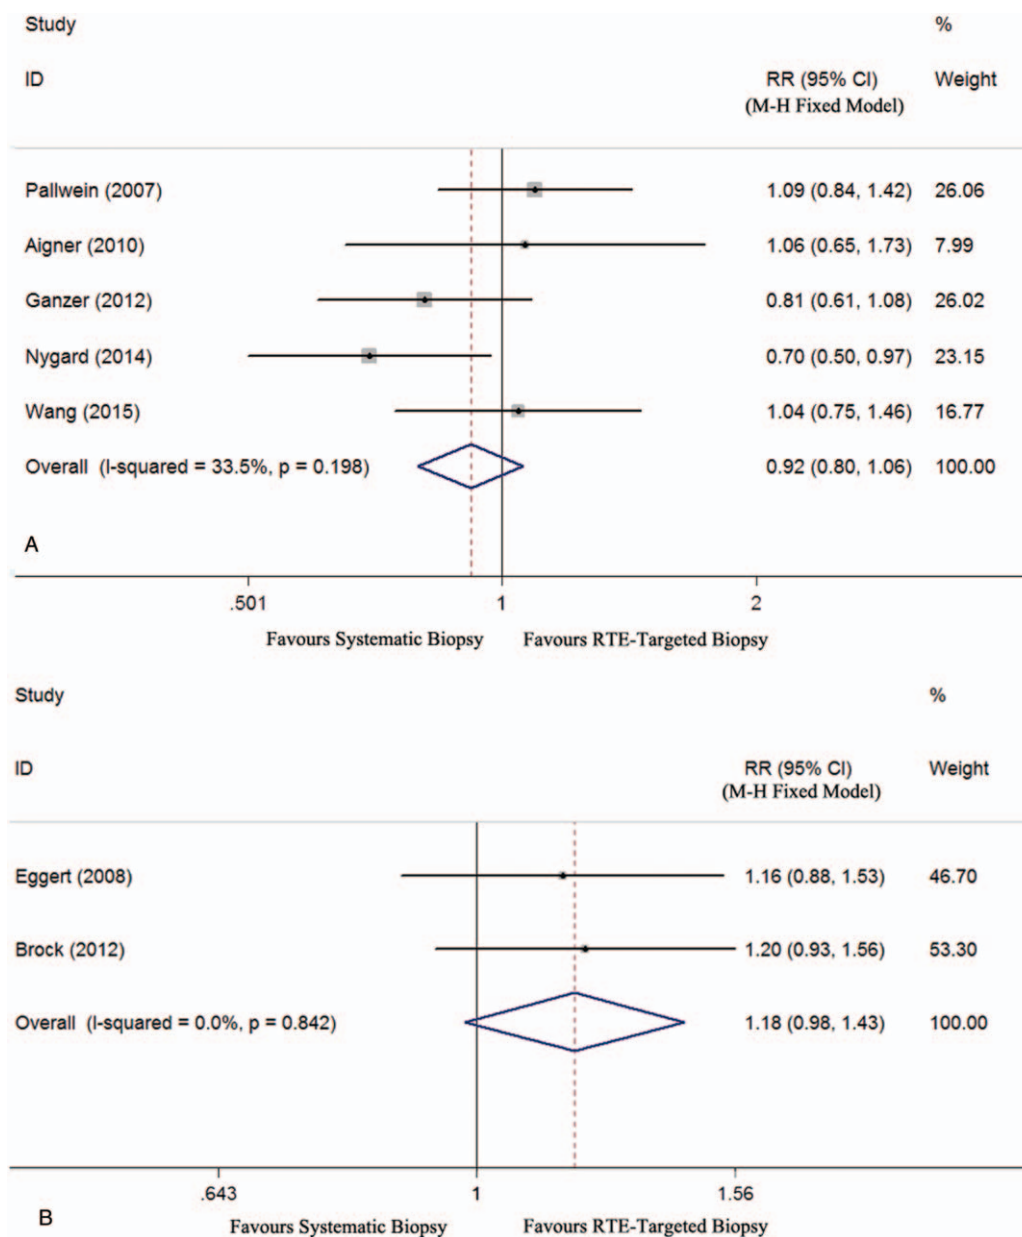 Study %
ID RR (95% CI) Weight
(M-H Fixed Model)
Pallwein (2007) 1.09 (0.84, 1.42) 26.06
Aigner (2010) 1.06 (0.65, 1.73) 7.99
Ganzer (2012) 0.81 (0.61, 1.08) 26.02
Nygard (2014) 0.70 (0.50, 0.97) 23.15
Wang (2015) 1.04 (0.75, 1.46) 16.77
Overall (I-squared = 33.5%, p = 0.198) 0.92 (0.80, 1.06) 100.00
A
.501 1 2
Favours Systematic Biopsy Favours RTE-Targeted Biopsy
Study %
ID RR (95% CI) Weight
(M-H Fixed Model)
Eggert (2008) 1.16 (0.88, 1.53) 46.70
Brock (2012) 1.20 (0.93, 1.56) 53.30
Overall (I-squared = 0.0%, p = 0.842) 1.18 (0.98, 1.43) 100.00
.643 1 1.56
B Favours Systematic Biopsy Favours RTE-Targeted Biopsy